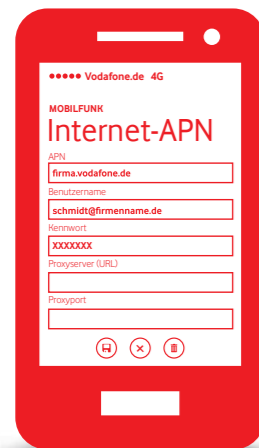 Vodafone.de 4G
MOBILFUNK
Internet-APN
APN
firma.vodafone.de
Benutzername
schmidt@firmenname.de
Kennwort
XXXXXXX
Proxyserver (URL)
Proxyport